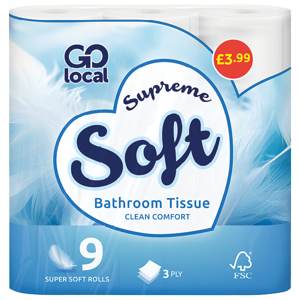 GO
local
£3.99
Supreme
Soft
Bathroom Tissue
CLEAN COMFORT
9
SUPER SOFT ROLLS
3 PLY
FSC